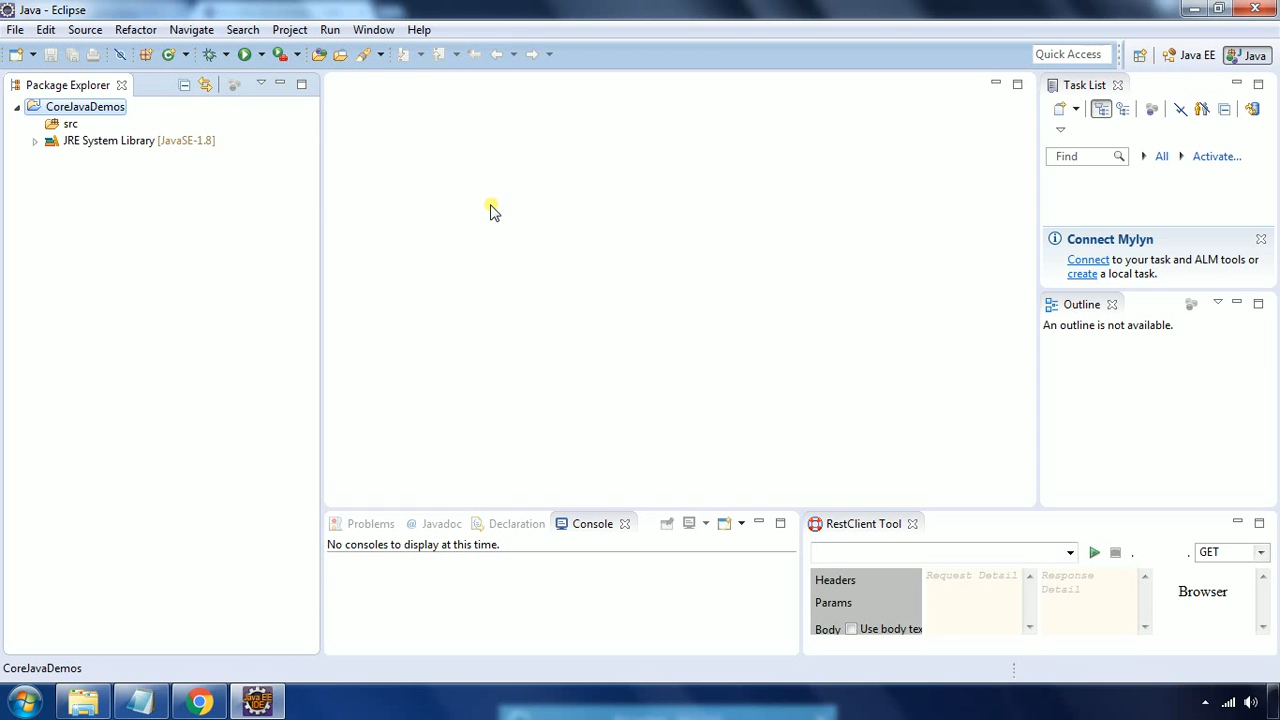 Java - Eclipse
File Edit Source Refactor Navigate Search Project Run Window Help
Quick Access
Java EE
Java
Package Explorer
CoreJavaDemos
src
JRE System Library [JavaSE-1.8]
Task List
Find
All
Activate...
Connect Mylyn
Connect to your task and ALM tools or
create a local task.
Outline
An outline is not available.
Problems
@ Javadoc
Declaration
Console
No consoles to display at this time.
RestClient Tool
GET
Headers
Params
Body
Use body tex
Request Detail
Response
Detail
Browser
CoreJavaDemos
Java EE
IDE